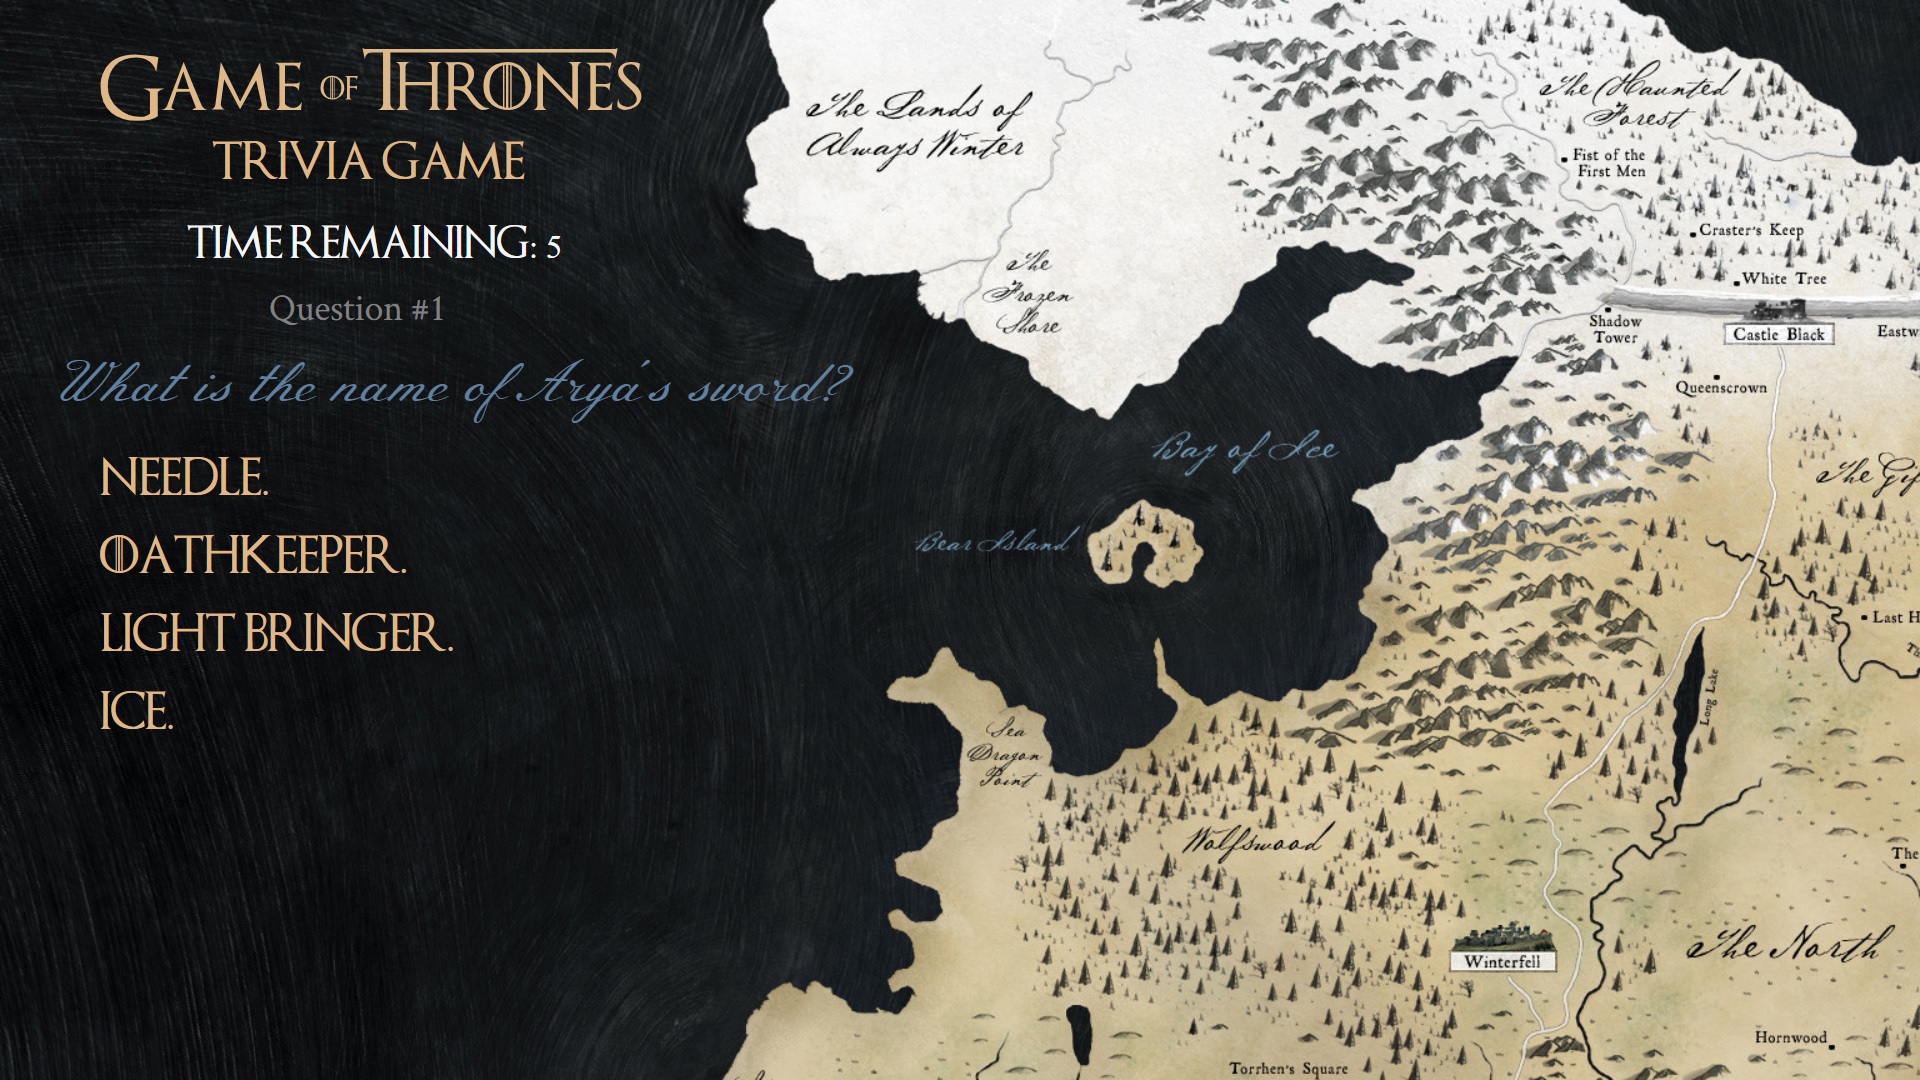 GAME OF THRONES
TRIVIA GAME
TIME REMAINING: 5
Question #1
What is the name of Arya's sword?
NEEDLE.
OATHKEEPER.
LIGHT BRINGER.
ICE.
The Lands of
Always Winter
The Haunted
Forest
Fist of the
First Men
Craster's Keep
White Tree
The
Frozen
Shore
Shadow
Tower
Castle Black
Eastw
Queenscrown
Bay of Ice
The Gif
Bear Island
Last H
Long Lake
Sea
Dragon
Point
Wolfswood
The
The North
Winterfell
Hornwood
Torrhen's Square